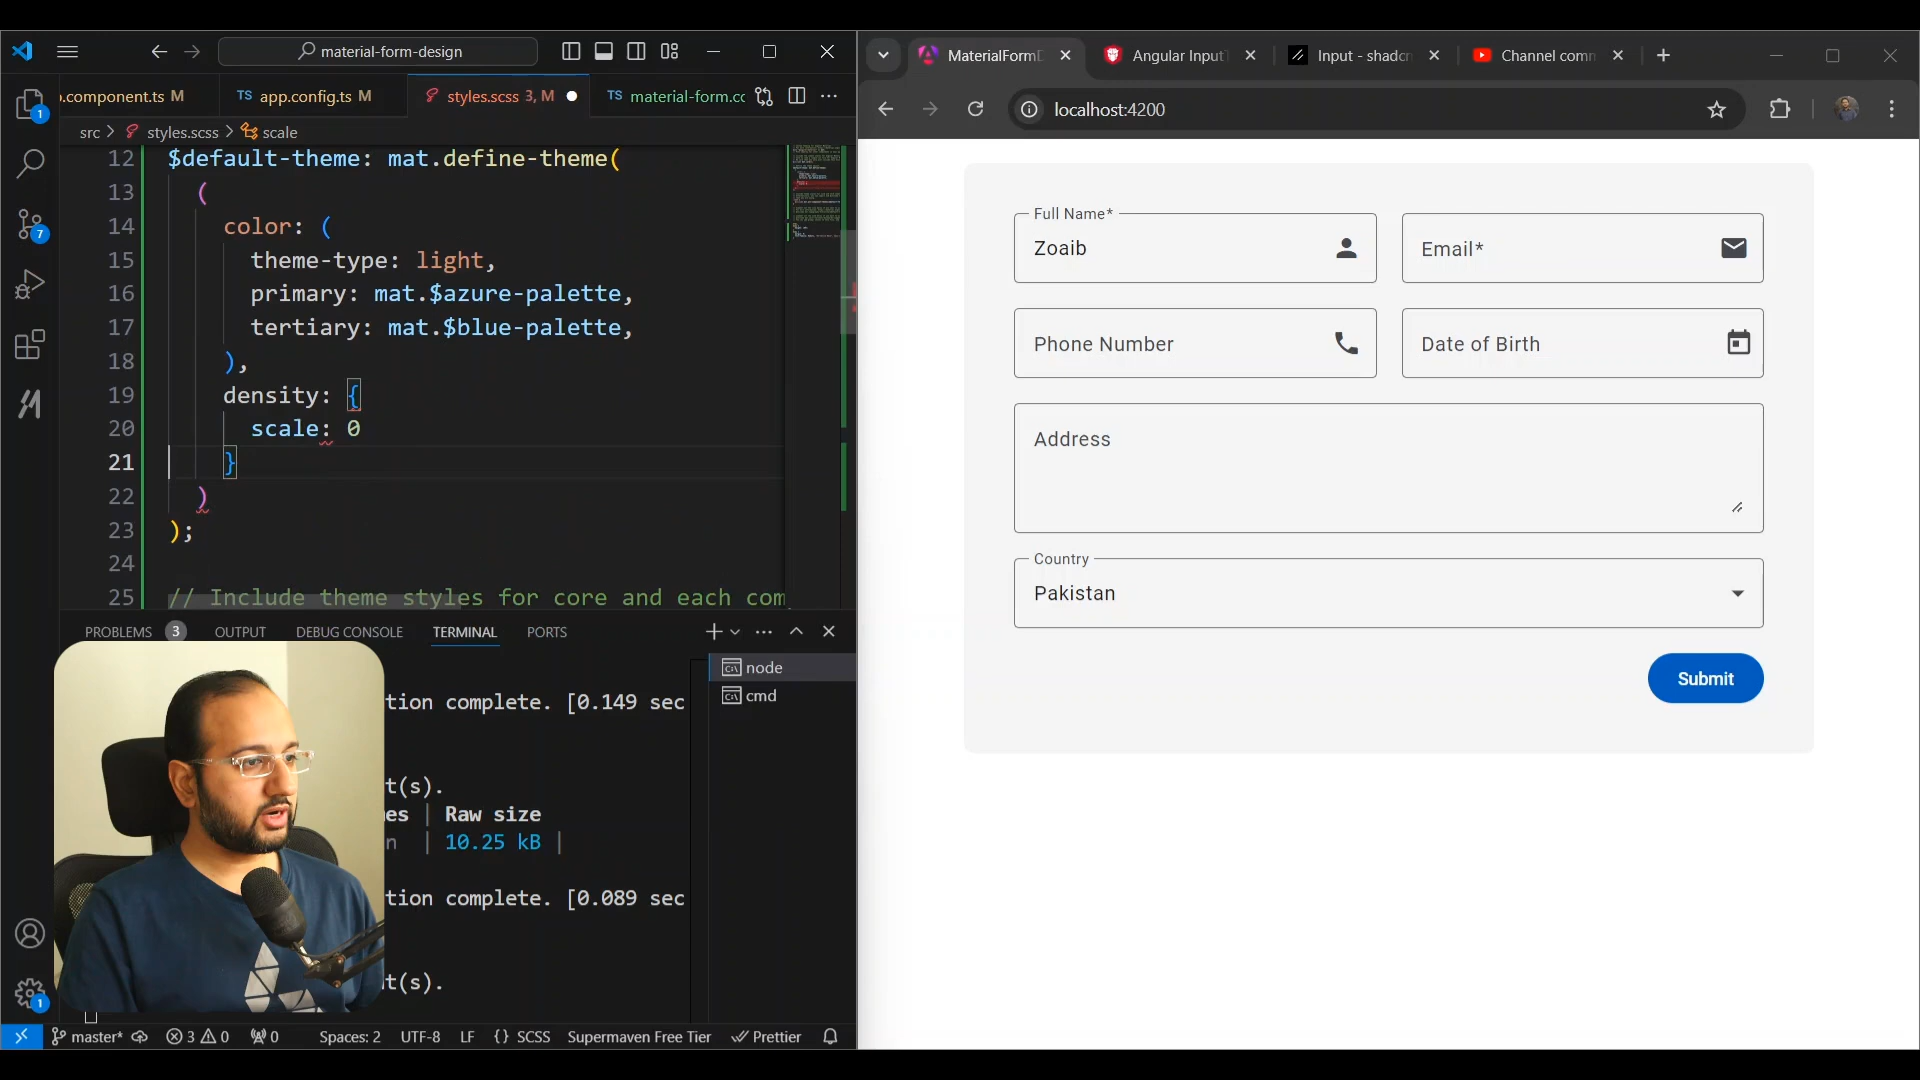 material-form-design
.component.ts M
TS app.config.ts M
styles.scss 3, M
TS material-form.cc
src > styles.scss > scale
12 $default-theme: mat.define-theme(
13 (
14 color: (
15 theme-type: light,
16 primary: mat.$azure-palette,
17 tertiary: mat.$blue-palette,
18 ),
19 density: {
20 scale: 0
21 }
22 )
23 );
24
25 // Include theme styles for core and each com
PROBLEMS 3 OUTPUT DEBUG CONSOLE TERMINAL PORTS
node
cmd
tion complete. [0.149 sec
t(s).
es | Raw size
n | 10.25 kB |
tion complete. [0.089 sec
t(s).
1
7
1
master* 3 0 0 Spaces: 2 UTF-8 LF {} SCSS Supermaven Free Tier Prettier
MaterialFormD
Angular Input
Input - shadcn
Channel comm
localhost:4200
Full Name*
Zoaib
Email*
Phone Number
Date of Birth
Address
Country
Pakistan
Submit